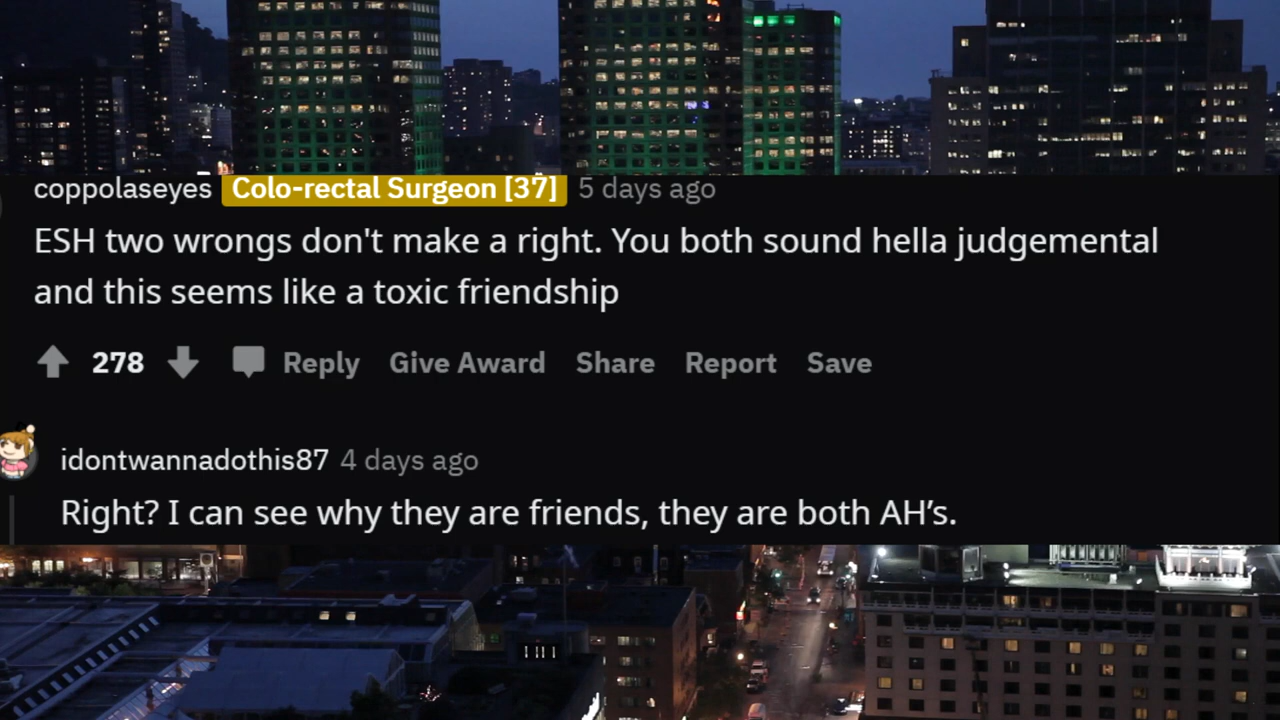 coppolaseyes Colo-rectal Surgeon [37] 5 days ago
ESH two wrongs don't make a right. You both sound hella judgemental
and this seems like a toxic friendship
278 Reply Give Award Share Report Save
idontwannadothis87 4 days ago
Right? I can see why they are friends, they are both AH’s.